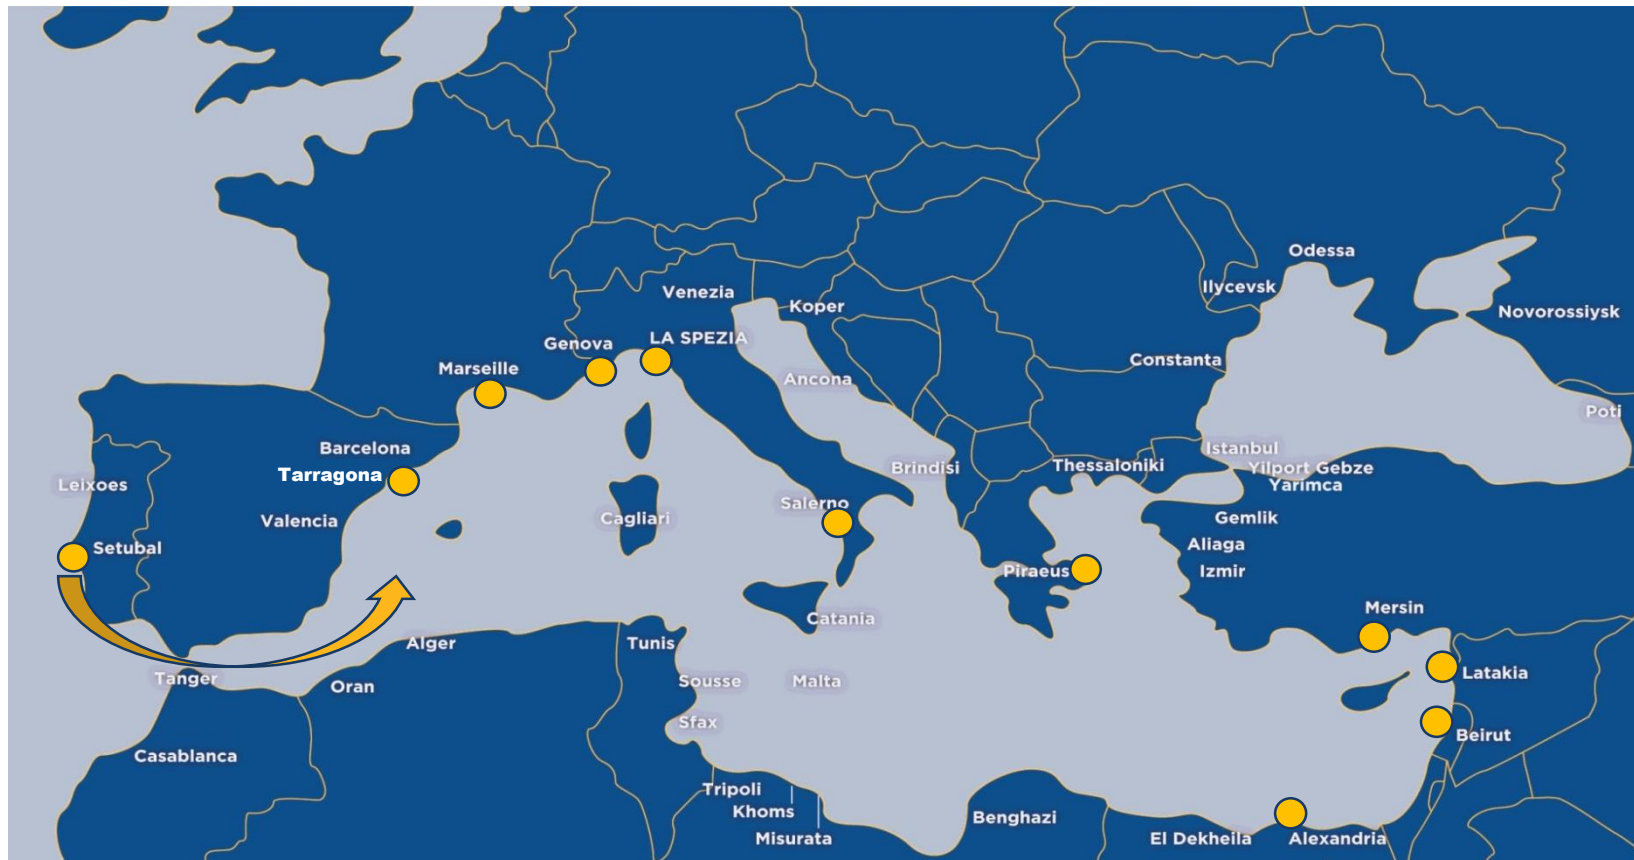 Odessa
Ilycevsk
Venezia
Koper
Novorossiysk
Genova
LA SPEZIA
Marseille
Constanta
Ancona
Poti
Barcelona
Istanbul
Tarragona
Brindisi
Thessaloniki
Yilport Gebze
Yarimca
Leixoes
Salerno
Valencia
Cagliari
Gemlik
Setubal
Aliaga
Piraeus
Izmir
Mersin
Catania
Alger
Tunis
Tanger
Oran
Sousse
Malta
Latakia
Sfax
Beirut
Casablanca
Tripoli
Khoms
Benghazi
Misurata
El Dekheila
Alexandria